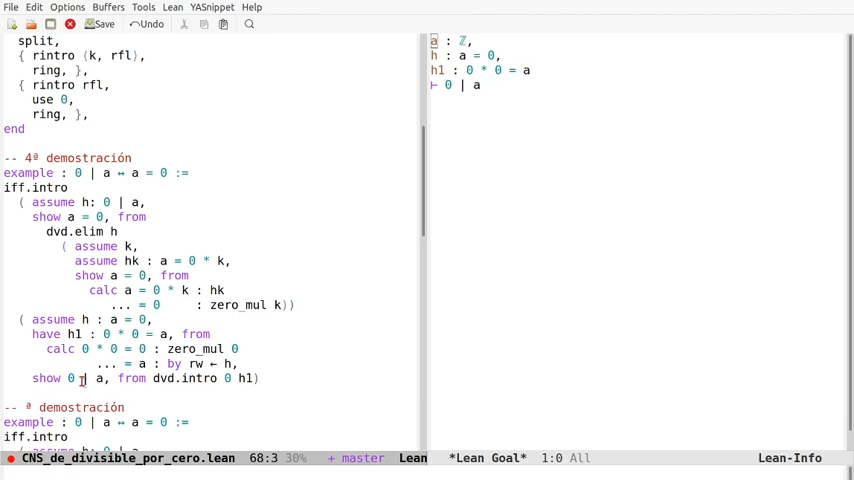 File Edit Options Buffers Tools Lean YASnippet Help
Save Undo
split,
{ rintro ⟨k, rfl⟩,
ring, },
{ rintro rfl,
use 0,
ring, },
end
-- 4ª demostración
example : 0 ∣ a ↔ a = 0 :=
iff.intro
( assume h: 0 ∣ a,
show a = 0, from
dvd.elim h
( assume k,
assume hk : a = 0 * k,
show a = 0, from
calc a = 0 * k : hk
... = 0 : zero_mul k))
( assume h : a = 0,
have h1 : 0 * 0 = a, from
calc 0 * 0 = 0 : zero_mul 0
... = a : by rw ← h,
show 0 ∣ a, from dvd.intro 0 h1)
-- ª demostración
example : 0 ∣ a ↔ a = 0 :=
iff.intro
( assume h: 0 ∣ a,
CNS_de_divisible_por_cero.lean 68:3 30% + master Lean
a : ℤ,
h : a = 0,
h1 : 0 * 0 = a
⊢ 0 ∣ a
*Lean Goal* 1:0 All Lean-Info